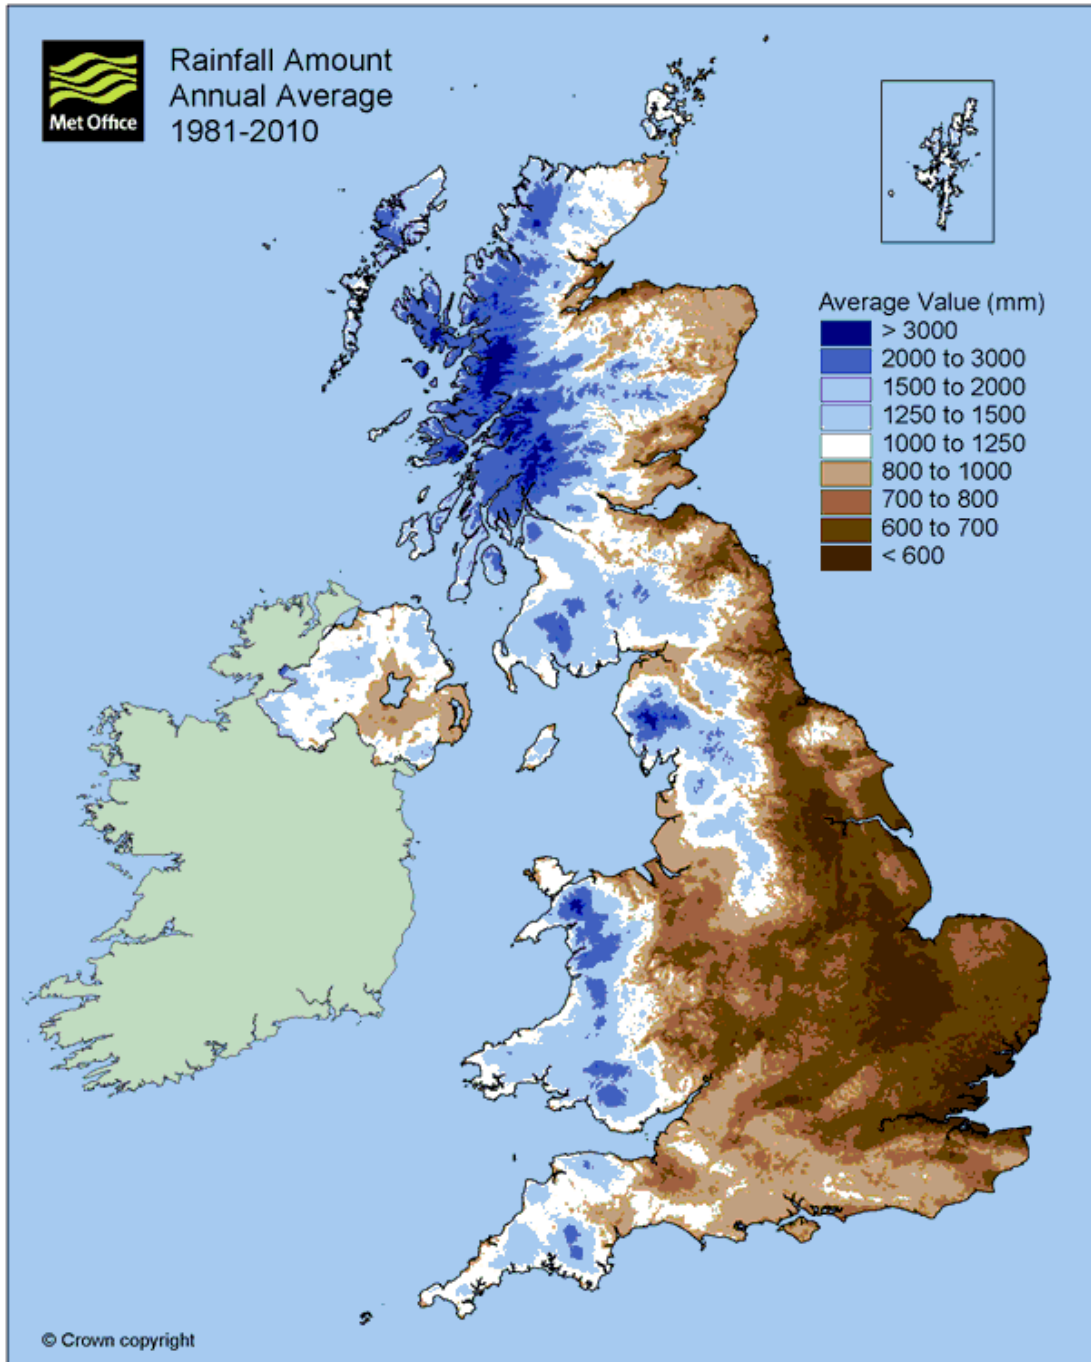 Rainfall Amount
Annual Average
1981-2010
Met Office
Average Value (mm)
> 3000
2000 to 3000
1500 to 2000
1250 to 1500
1000 to 1250
800 to 1000
700 to 800
600 to 700
< 600
© Crown copyright